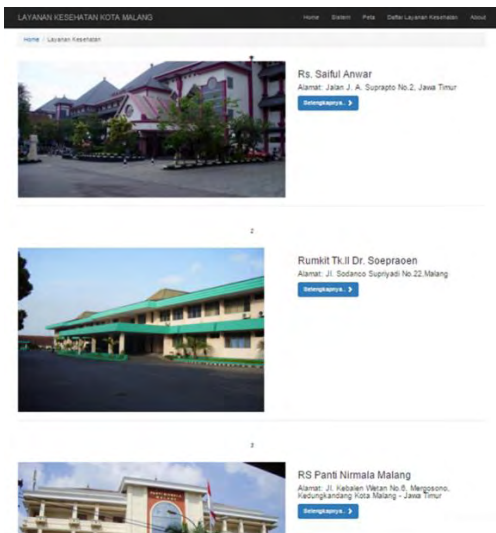 LAYANAN KESEHATAN KOTA MALANG
Home Sistem Peta Daftar Layanan Kesehatan About
Home / Layanan Kesehatan
Rs. Saiful Anwar
Alamat: Jalan J. A. Suprapto No.2, Jawa Timur
Selengkapnya..
2
Rumkit Tk.II Dr. Soepraoen
Alamat: Jl. Sodanco Supriyadi No.22,Malang
Selengkapnya..
3
RS Panti Nirmala Malang
Alamat: Jl. Kebalen Wetan No.8, Mergosono,
Kedungkandang Kota Malang - Jawa Timur
Selengkapnya..
PANTI NIRMALA
MALANG